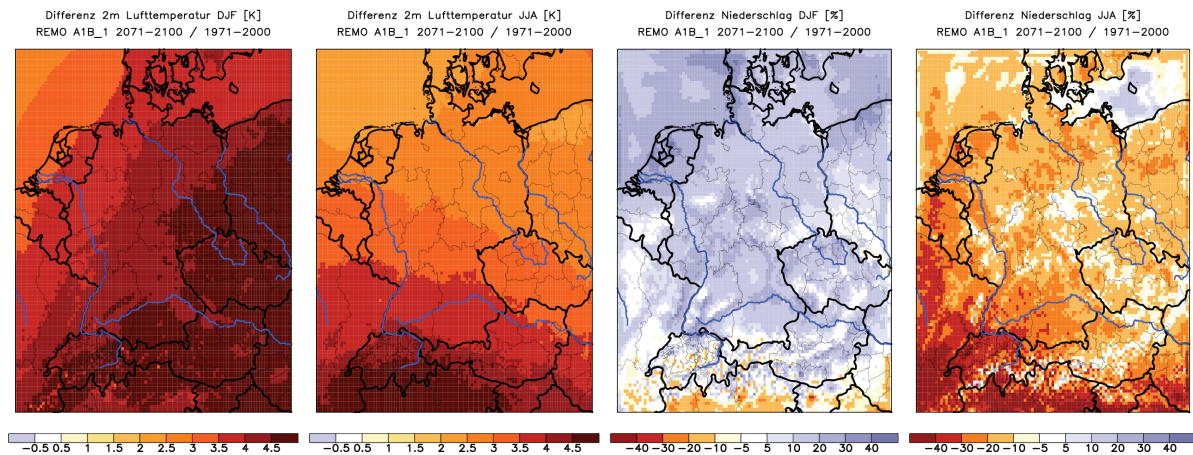 Differenz 2m Lufttemperatur DJF [K]
REMO A1B_1 2071-2100 / 1971-2000
Differenz 2m Lufttemperatur JJA [K]
REMO A1B_1 2071-2100 / 1971-2000
Differenz Niederschlag DJF [%]
REMO A1B_1 2071-2100 / 1971-2000
Differenz Niederschlag JJA [%]
REMO A1B_1 2071-2100 / 1971-2000
-0.5 0.5 1 1.5 2 2.5 3 3.5 4 4.5
-0.5 0.5 1 1.5 2 2.5 3 3.5 4 4.5
-40 -30 -20 -10 -5 5 10 20 30 40
-40 -30 -20 -10 -5 5 10 20 30 40